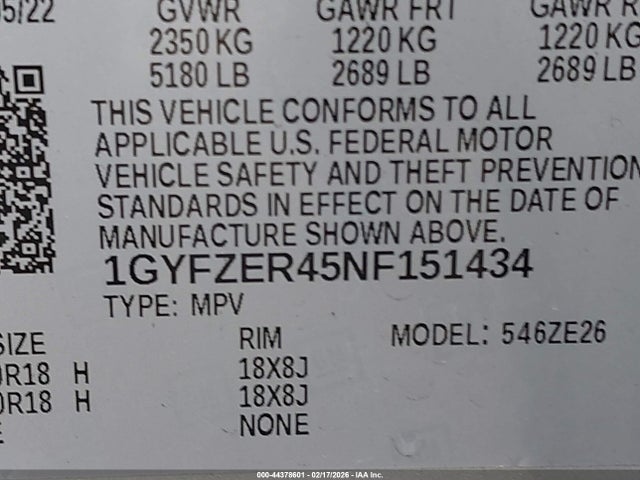 05/22 GVWR GAWR FRT GAWR R
2350 KG 1220 KG 1220 KG
5180 LB 2689 LB 2689 LB
THIS VEHICLE CONFORMS TO ALL
APPLICABLE U.S. FEDERAL MOTOR
VEHICLE SAFETY AND THEFT PREVENTION
STANDARDS IN EFFECT ON THE DATE OF
MANUFACTURE SHOWN ABOVE.
1GYFZER45NF151434
TYPE: MPV
SIZE RIM MODEL: 546ZE26
0R18 H 18X8J
0R18 H 18X8J
E NONE
000-44378601 - 02/17/2026 - IAA Inc.